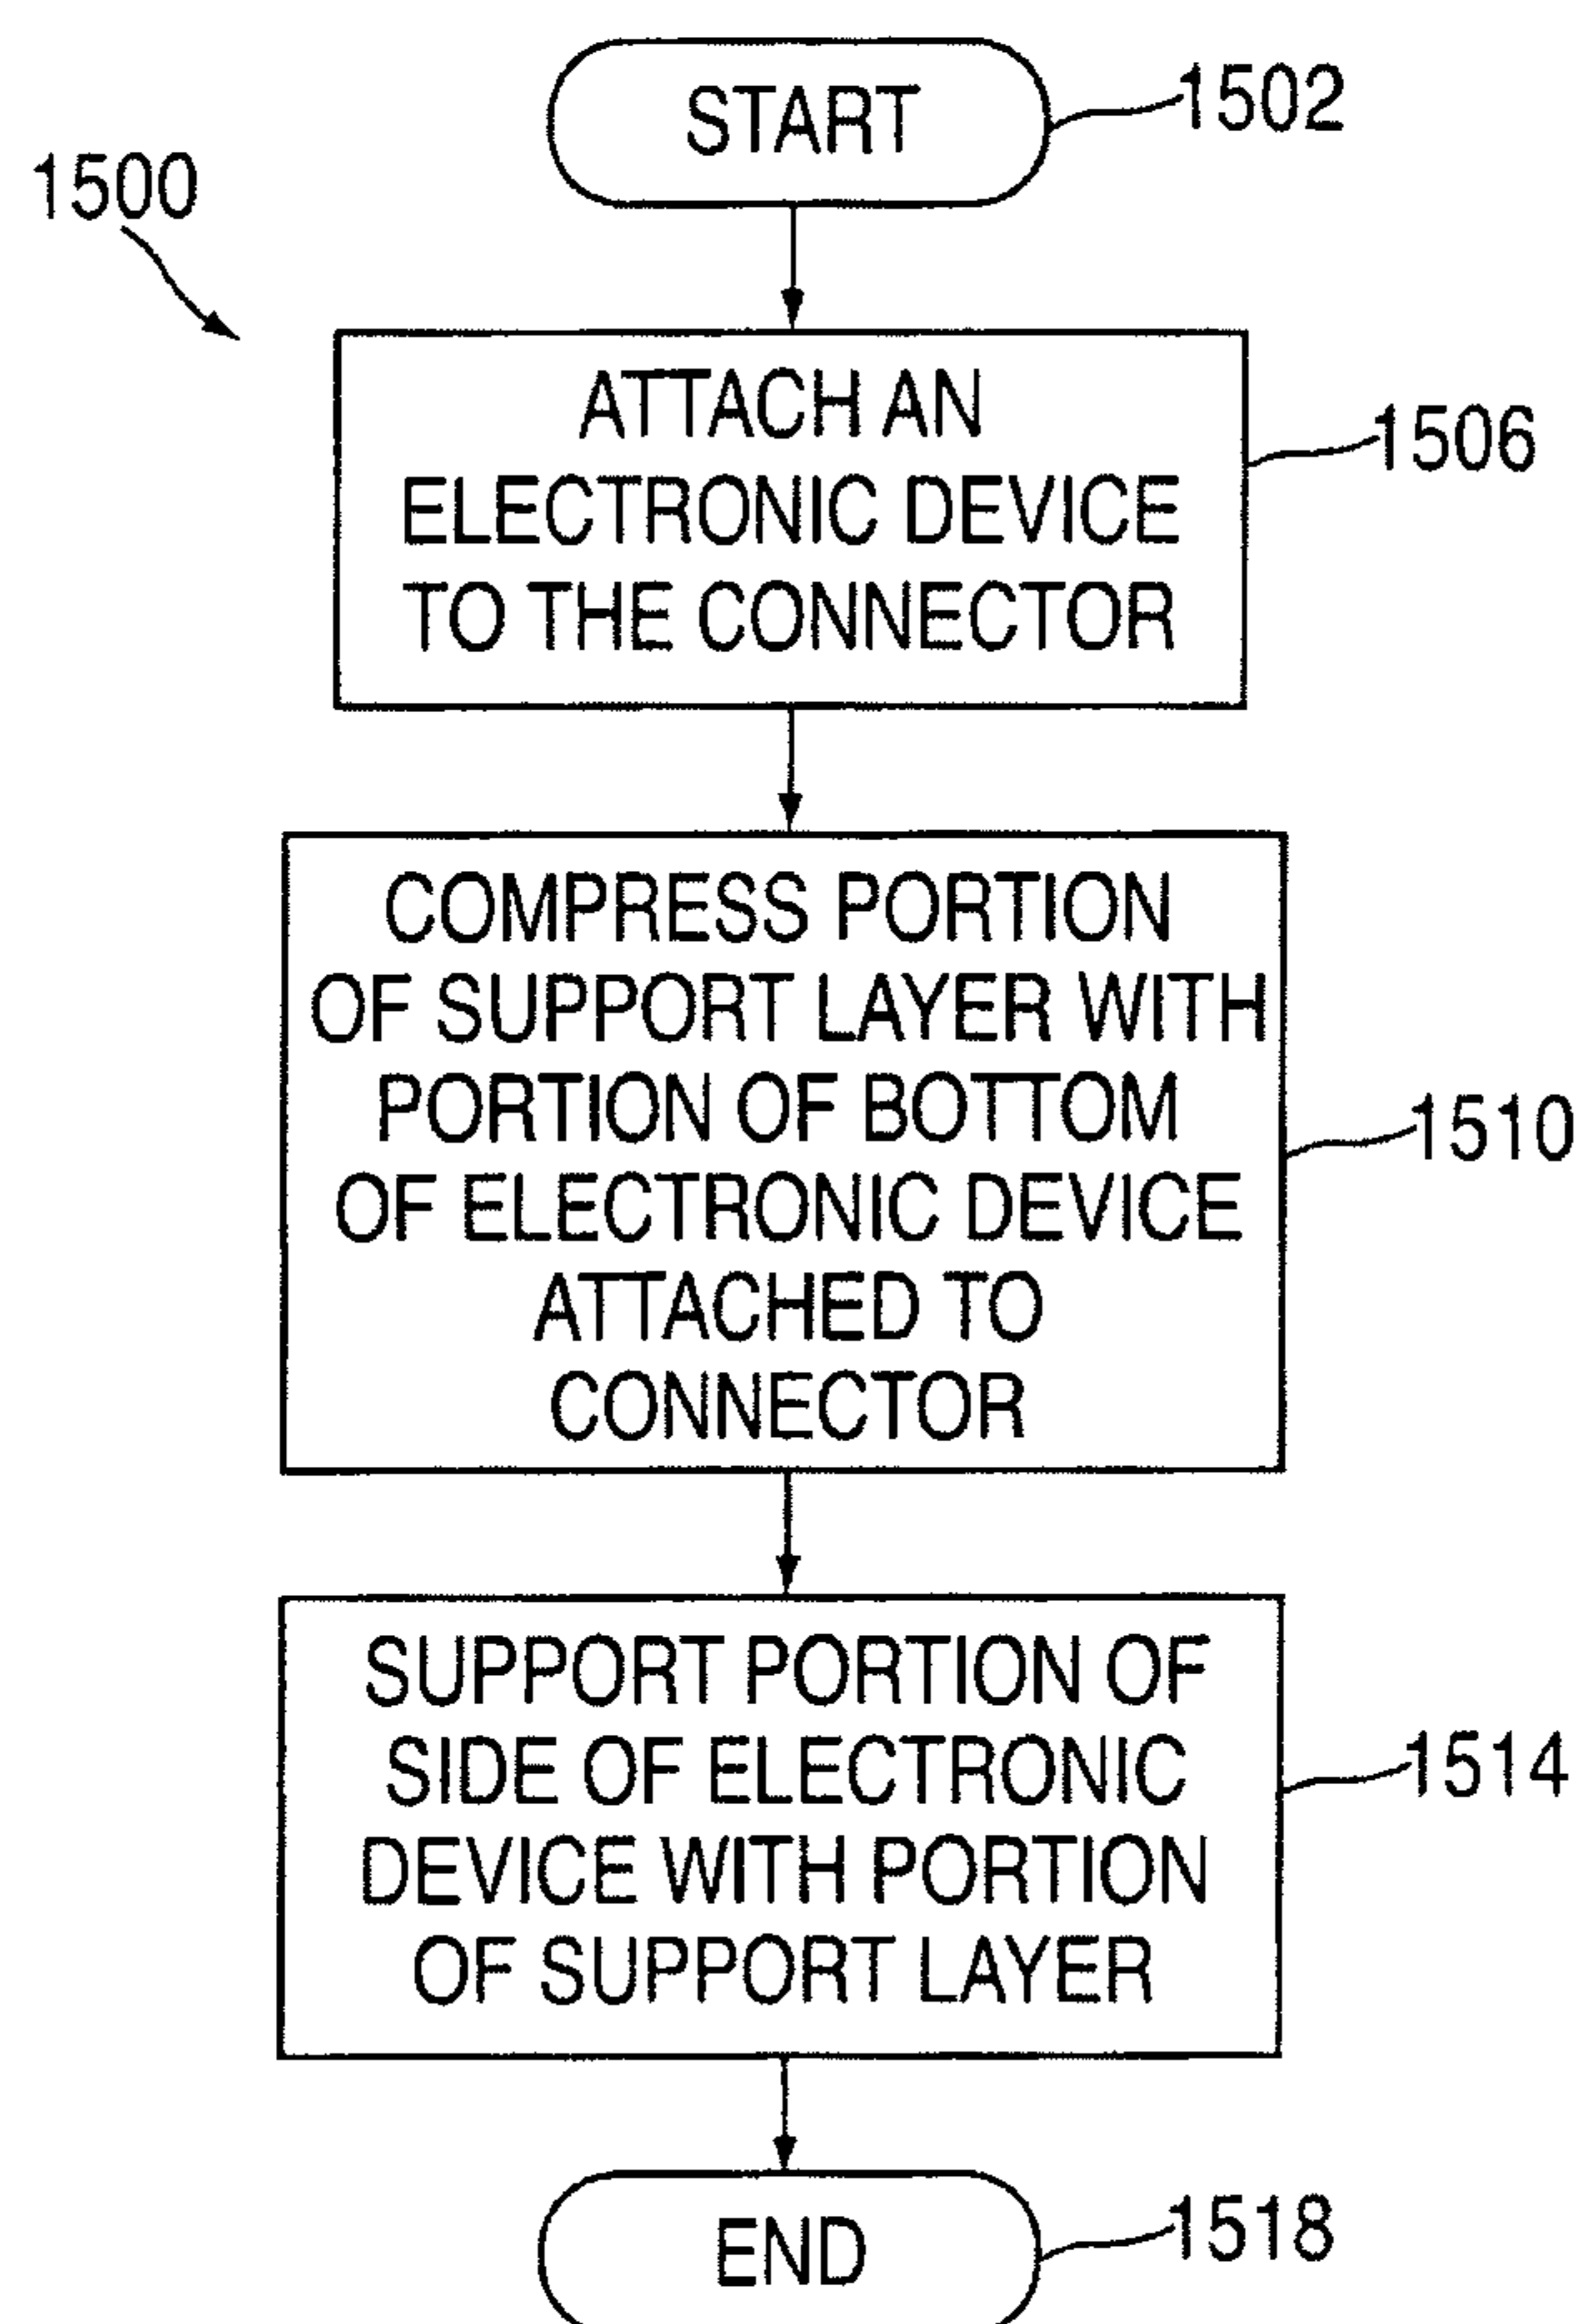 START
1502
1500
ATTACH AN
ELECTRONIC DEVICE
TO THE CONNECTOR
1506
COMPRESS PORTION
OF SUPPORT LAYER WITH
PORTION OF BOTTOM
OF ELECTRONIC DEVICE
ATTACHED TO
CONNECTOR
1510
SUPPORT PORTION OF
SIDE OF ELECTRONIC
DEVICE WITH PORTION
OF SUPPORT LAYER
1514
END
1518